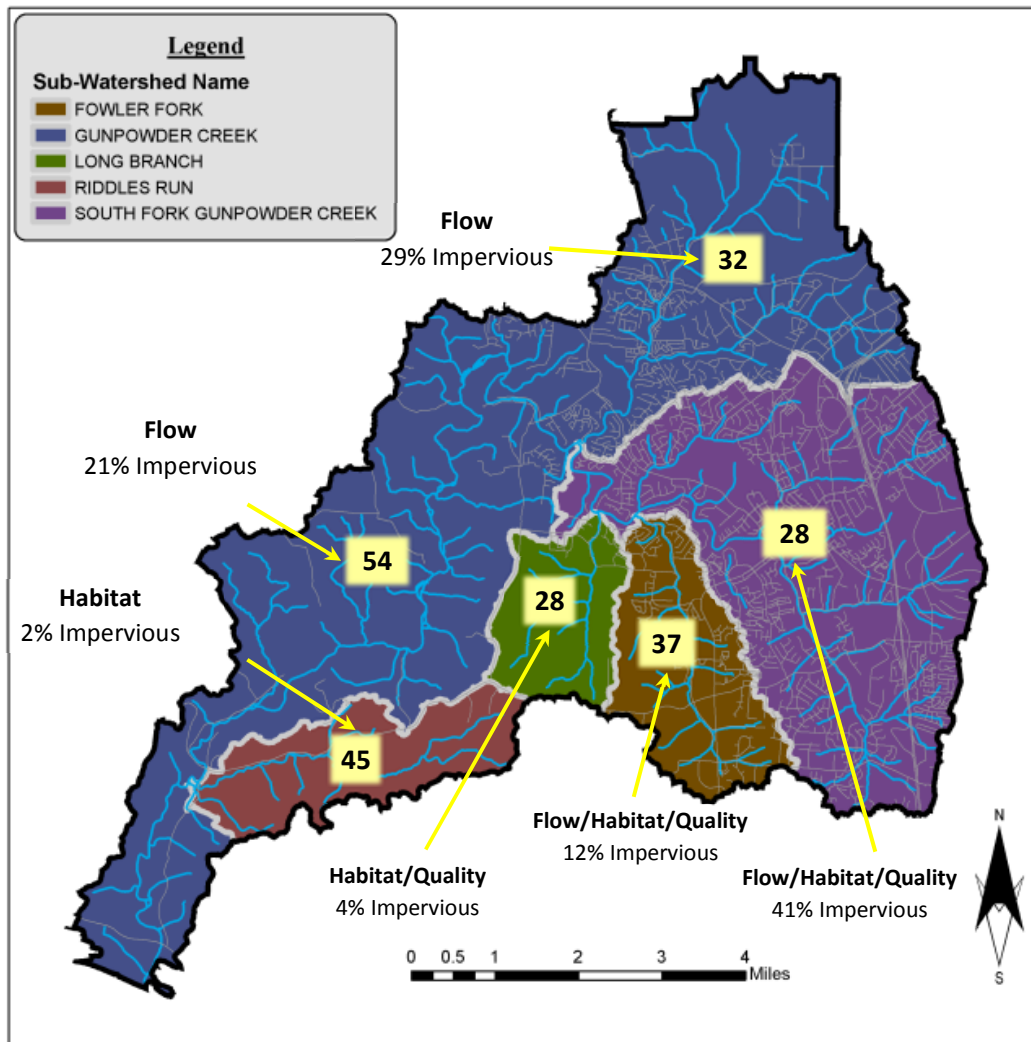 Legend
Sub-Watershed Name
FOWLER FORK
GUNPOWDER CREEK
LONG BRANCH
RIDDLES RUN
SOUTH FORK GUNPOWDER CREEK
Flow
29% Impervious
32
Flow
21% Impervious
54
28
28
Habitat
2% Impervious
37
45
Flow/Habitat/Quality
12% Impervious
Habitat/Quality
4% Impervious
Flow/Habitat/Quality
41% Impervious
N
S
0 0.5 1 2 3 4
Miles